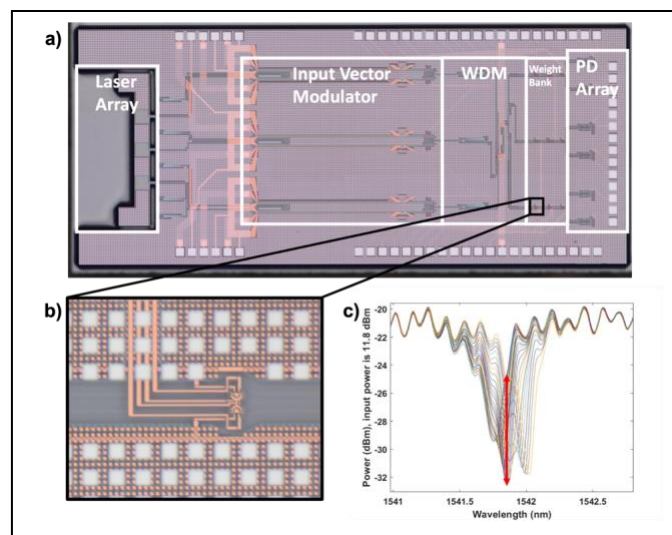 a)
Laser
Array
Input Vector
Modulator
WDM
Weight
Bank
PD
Array
b)
c)
Power (dBm), input power is 11.8 dBm
-20
-22
-24
-26
-28
-30
-32
1541
1541.5
1542
1542.5
Wavelength (nm)